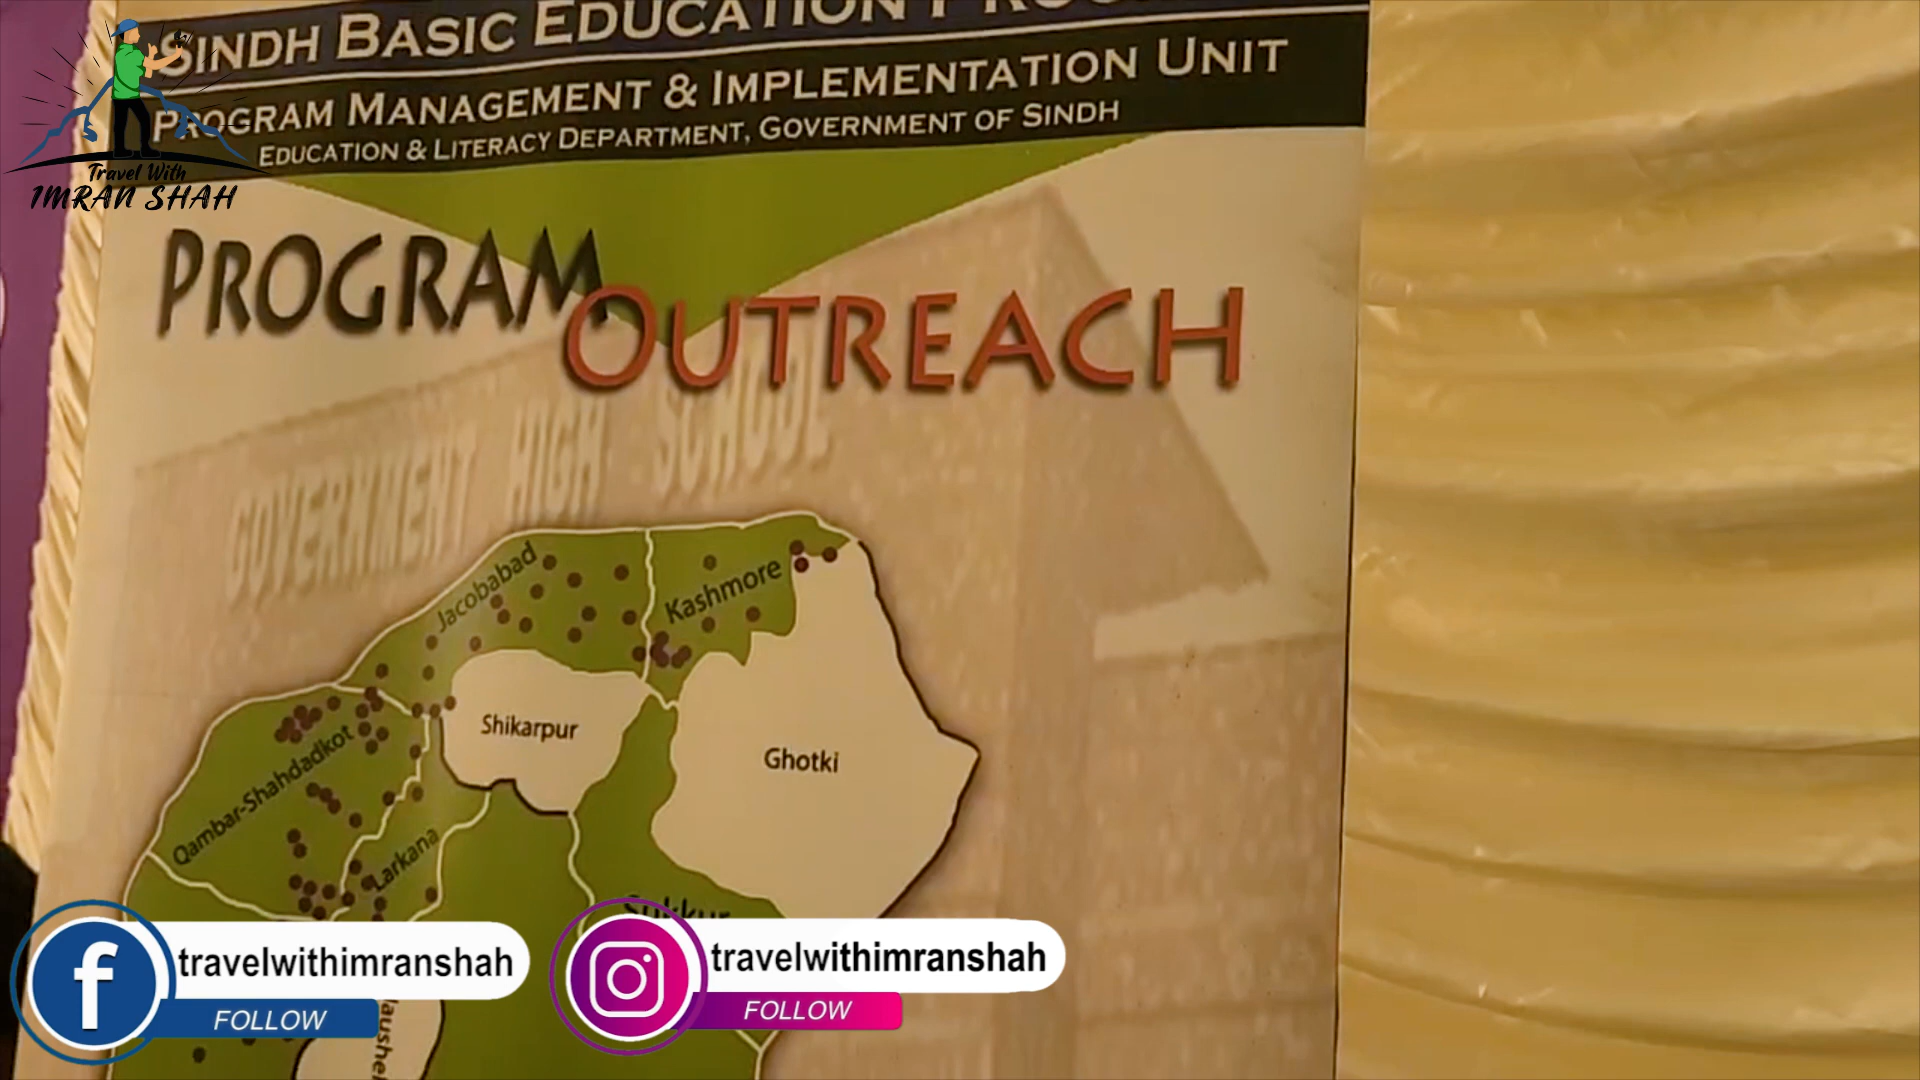 SINDH BASIC EDUCATION
PROGRAM MANAGEMENT & IMPLEMENTATION UNIT
EDUCATION & LITERACY DEPARTMENT, GOVERNMENT OF SINDH
Travel With
IMRAN SHAH
PROGRAM
OUTREACH
GOVERNMENT HIGH SCHOOL
Jacobabad
Kashmore
Shikarpur
Ghotki
Qambar-Shahdadkot
Larkana
Sukkur
travelwithimranshah
FOLLOW
travelwithimranshah
FOLLOW